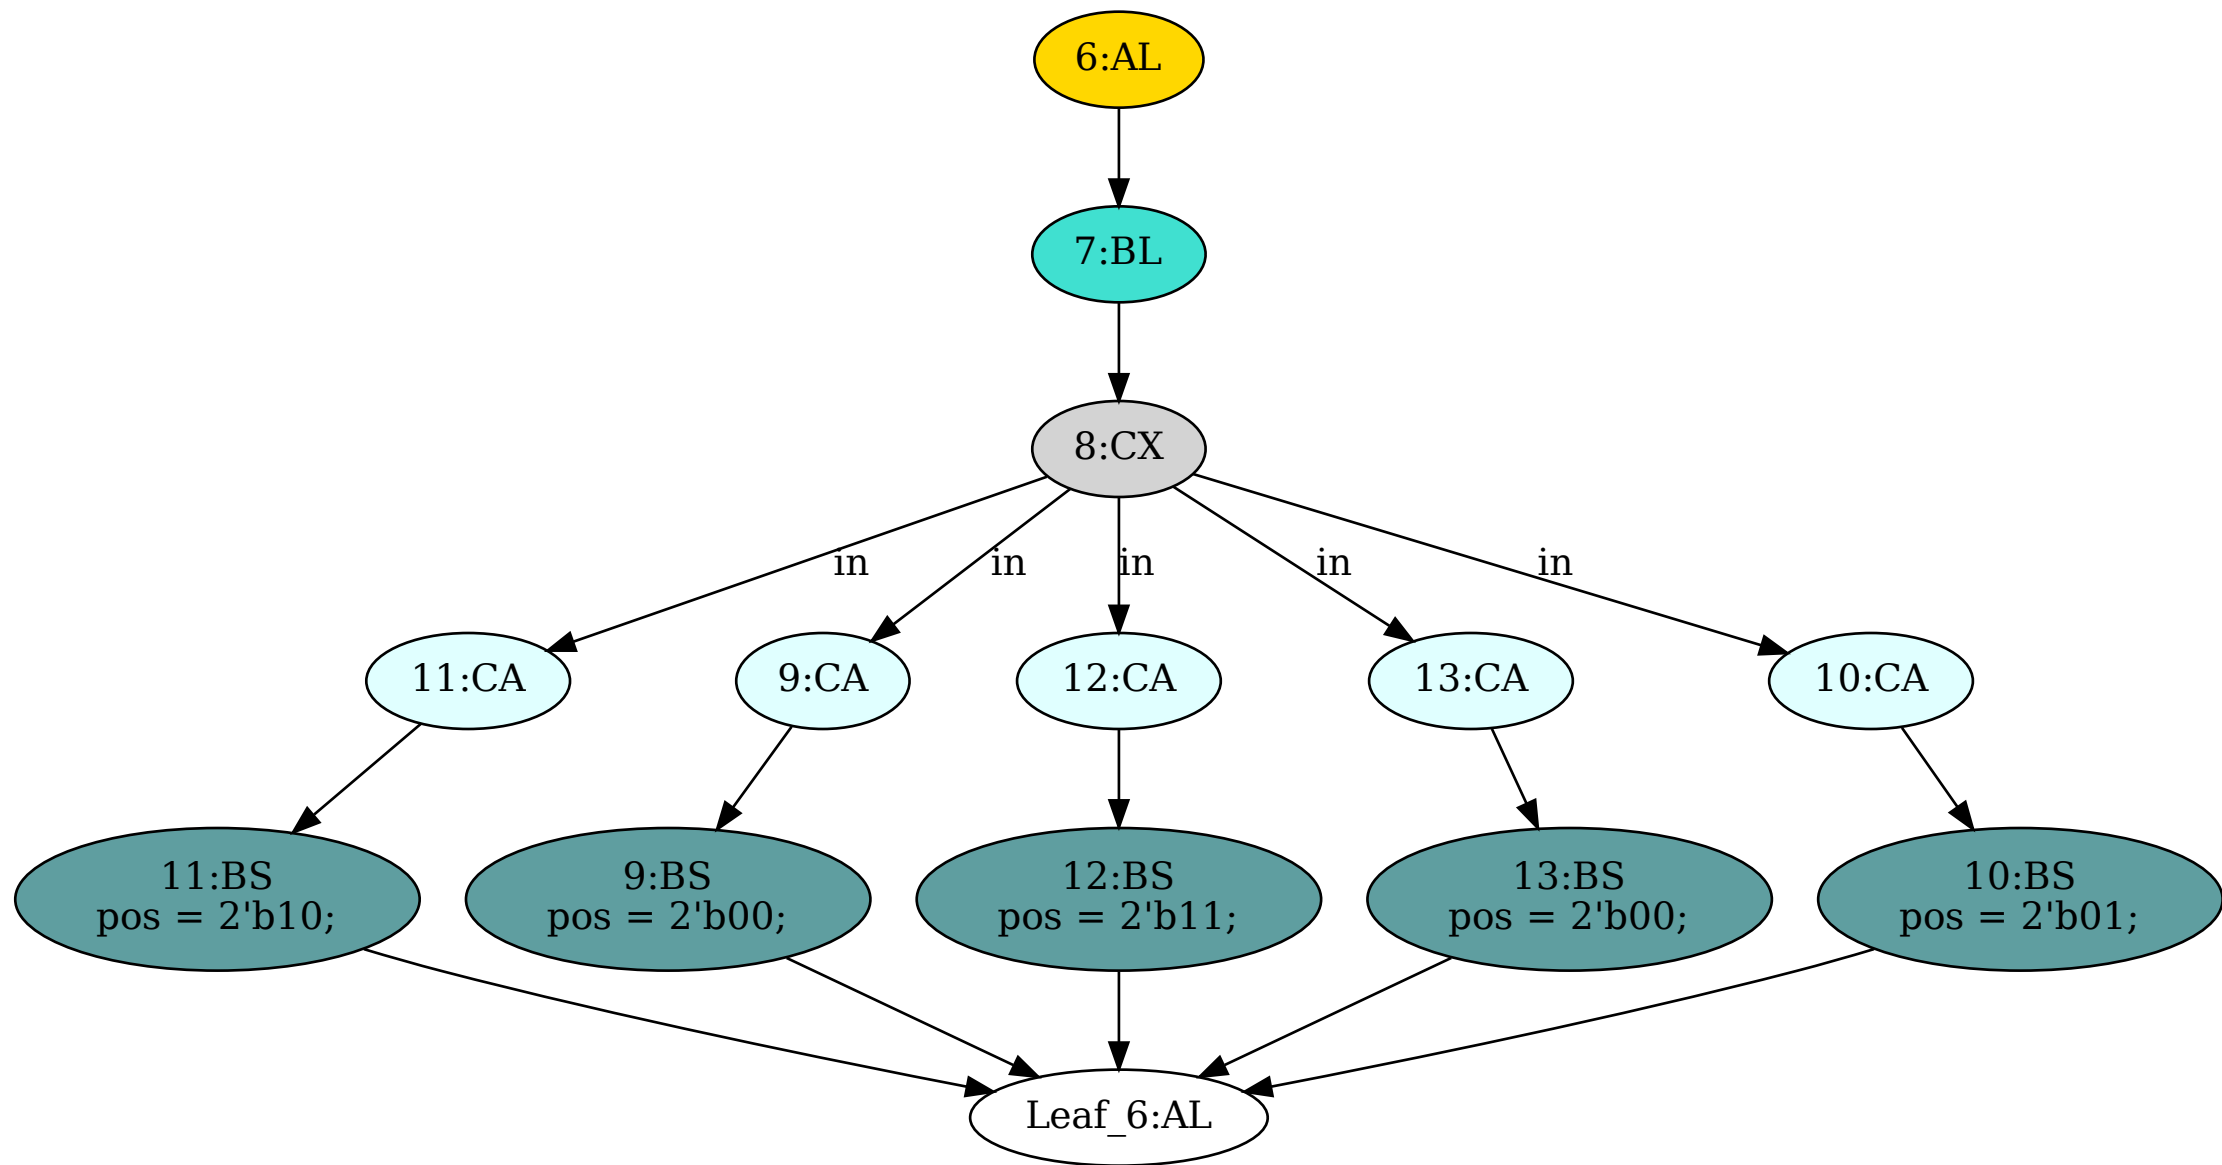 6:AL
7:BL
8:CX
in
in
in
in
in
11:CA
9:CA
12:CA
13:CA
10:CA
11:BS
pos = 2'b10;
9:BS
pos = 2'b00;
12:BS
pos = 2'b11;
13:BS
pos = 2'b00;
10:BS
pos = 2'b01;
Leaf_6:AL